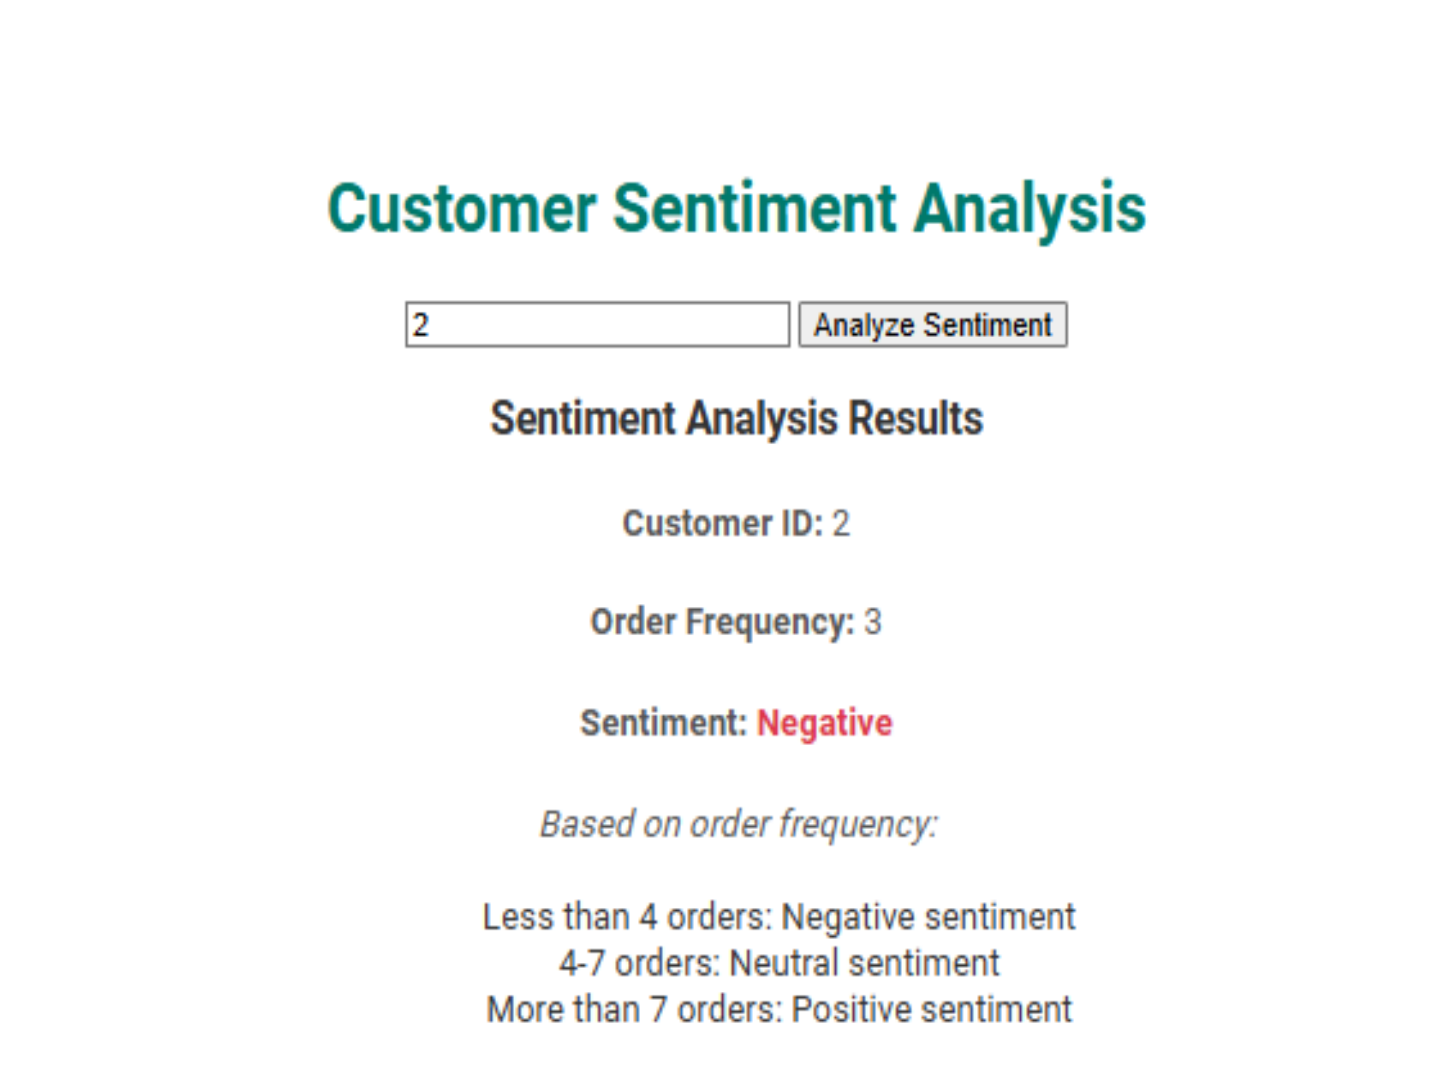 Customer Sentiment Analysis
2 Analyze Sentiment
Sentiment Analysis Results
Customer ID: 2
Order Frequency: 3
Sentiment: Negative
Based on order frequency:
Less than 4 orders: Negative sentiment
4-7 orders: Neutral sentiment
More than 7 orders: Positive sentiment